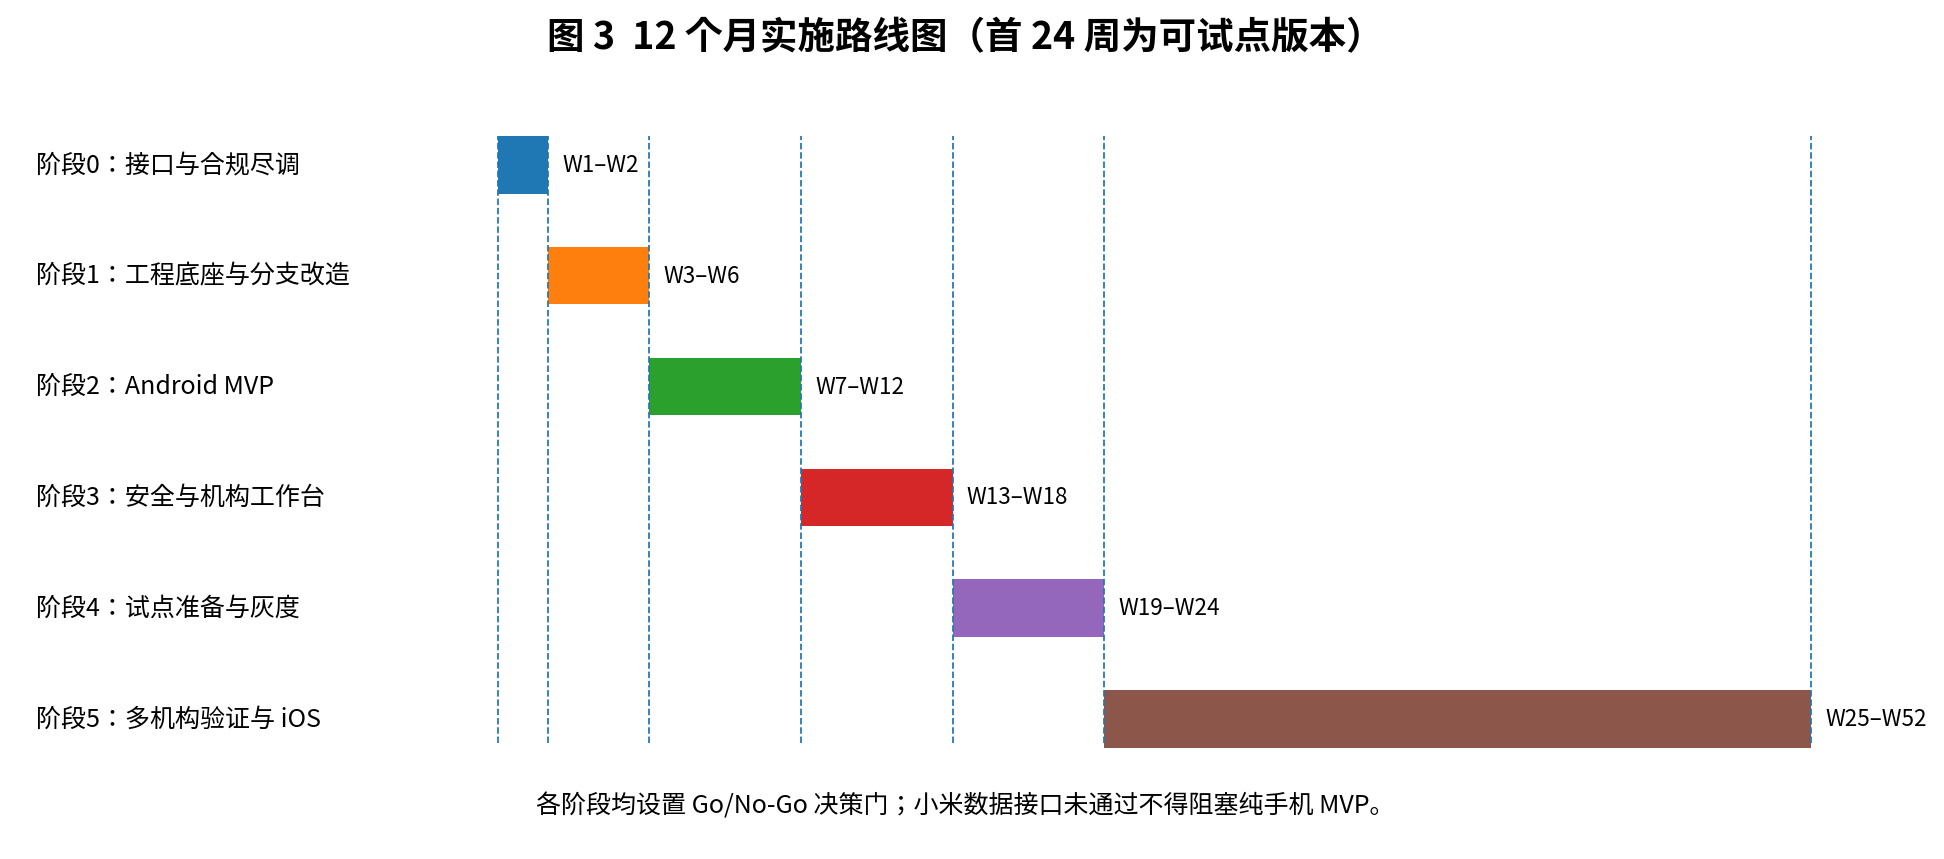 图 3 12 个月实施路线图（首 24 周为可试点版本）
阶段0：接口与合规尽调
W1–W2
阶段1：工程底座与分支改造
W3–W6
阶段2：Android MVP
W7–W12
阶段3：安全与机构工作台
W13–W18
阶段4：试点准备与灰度
W19–W24
阶段5：多机构验证与 iOS
W25–W52
各阶段均设置 Go/No-Go 决策门；小米数据接口未通过不得阻塞纯手机 MVP。